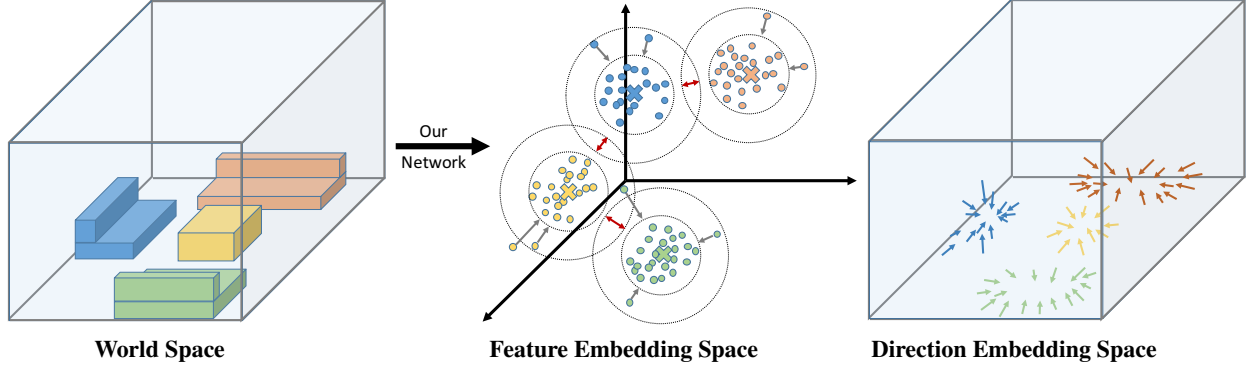 Our
Network
World Space
Feature Embedding Space
Direction Embedding Space